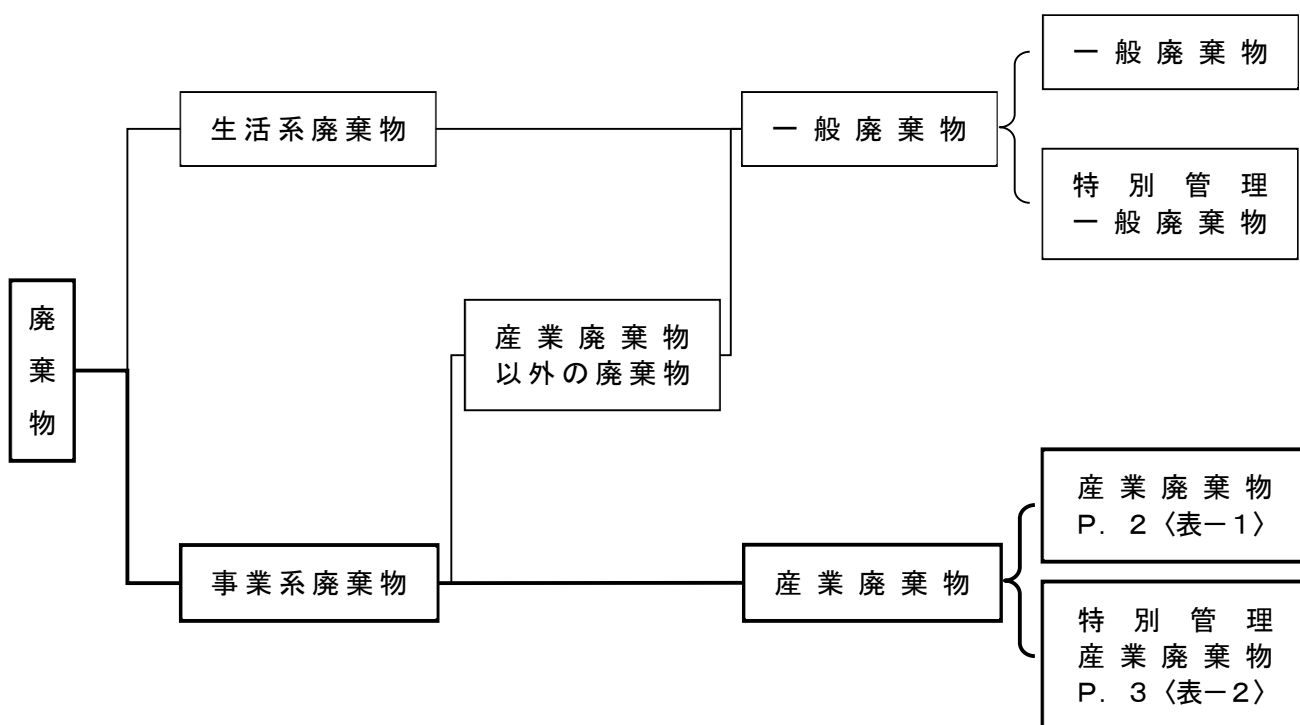 廃棄物
生活系廃棄物
事業系廃棄物
産業廃棄物
以外の廃棄物
一般廃棄物
産業廃棄物
一般廃棄物
特別管理
一般廃棄物
産業廃棄物
P.2〈表-1〉
特別管理
産業廃棄物
P.3〈表-2〉